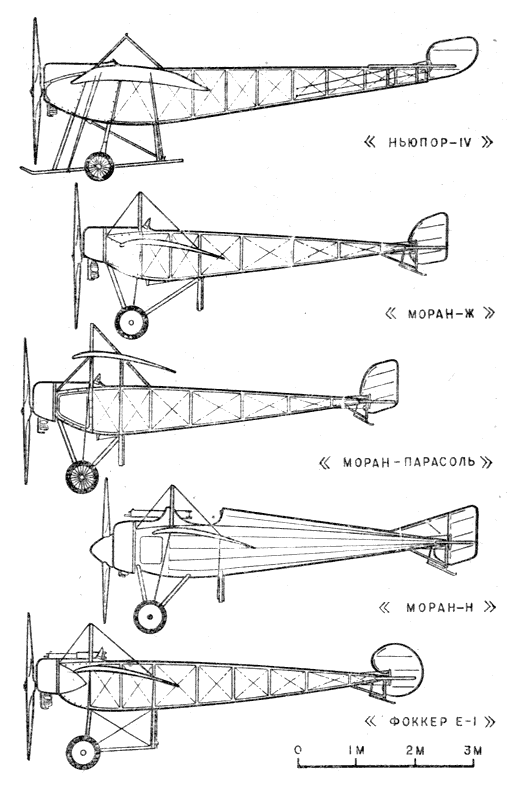 « НЬЮПОР-IV »
« МОРАН-Ж »
« МОРАН-ПАРАСОЛЬ »
« МОРАН-Н »
« ФОККЕР Е-I »
0 1М 2М 3М